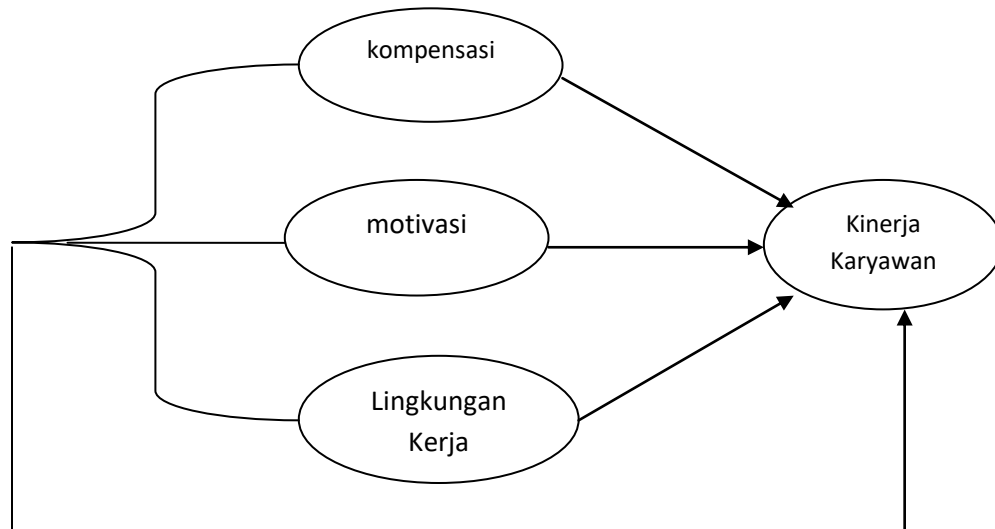 kompensasi
motivasi
Kinerja
Karyawan
Lingkungan
Kerja